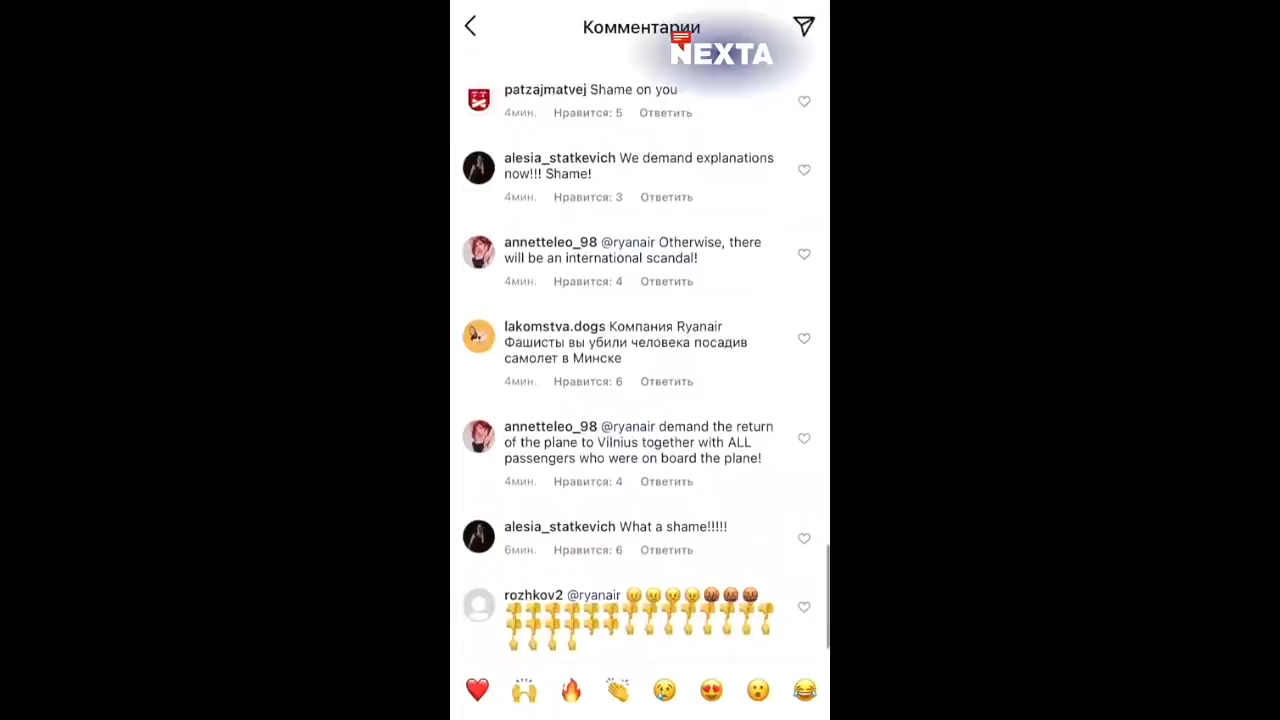 Комментарии
NEXTA
patzajmatvej Shame on you
4мин. Нравится: 5 Ответить
alesia_statkevich We demand explanations
now!!! Shame!
4мин. Нравится: 3 Ответить
annetteleo_98 @ryanair Otherwise, there
will be an international scandal!
4мин. Нравится: 4 Ответить
lakomstva.dogs Компания Ryanair
Фашисты вы убили человека посадив
самолет в Минске
4мин. Нравится: 6 Ответить
annetteleo_98 @ryanair demand the return
of the plane to Vilnius together with ALL
passengers who were on board the plane!
4мин. Нравится: 4 Ответить
alesia_statkevich What a shame!!!!!
6мин. Нравится: 6 Ответить
rozhkov2 @ryanair